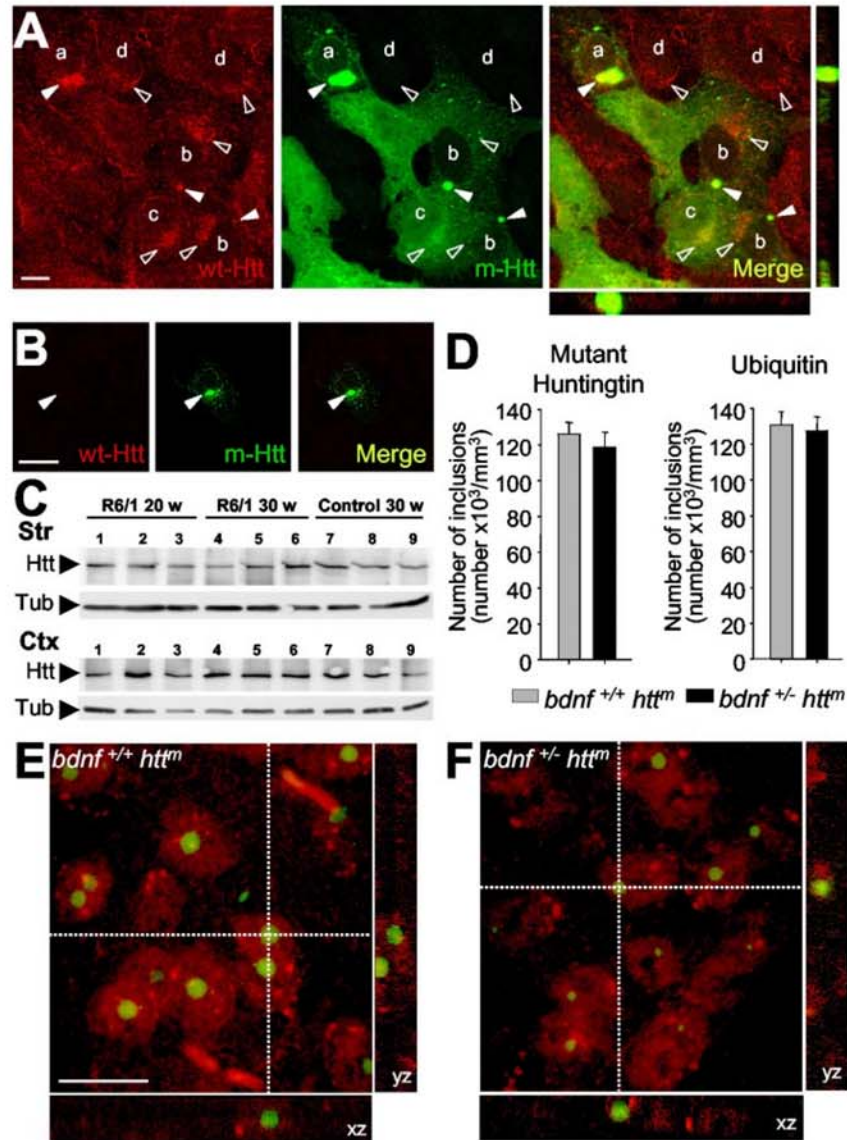 A
a
d
d
b
c
b
wt-Htt
a
d
d
b
c
b
m-Htt
a
d
d
b
c
b
Merge
B
wt-Htt
m-Htt
Merge
C
R6/1 20 w
R6/1 30 w
Control 30 w
Str
1 2 3 4 5 6 7 8 9
Htt
Tub
Ctx
1 2 3 4 5 6 7 8 9
Htt
Tub
D
Mutant
Huntingtin
Number of inclusions
(number x10³/mm³)
140
120
100
80
60
40
20
0
Ubiquitin
Number of inclusions
(number x10³/mm³)
140
120
100
80
60
40
20
0
bdnf +/+ httᵐ
bdnf +/- httᵐ
E
bdnf +/+ httᵐ
yz
xz
F
bdnf +/- httᵐ
yz
xz